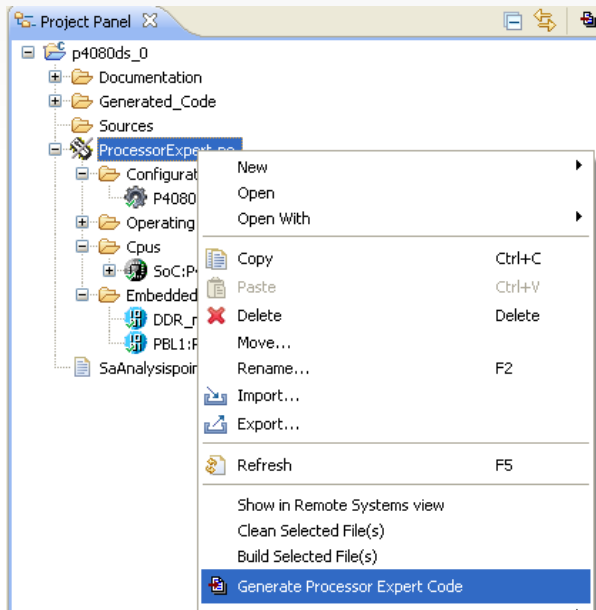 Project Panel
p4080ds_0
Documentation
Generated_Code
Sources
ProcessorExpert.pe
Configurat
P4080
Operating
Cpus
SoC:P
Embedded
DDR_
PBL1:
SaAnalysispoin
New
Open
Open With
Copy Ctrl+C
Paste Ctrl+V
Delete Delete
Move...
Rename... F2
Import...
Export...
Refresh F5
Show in Remote Systems view
Clean Selected File(s)
Build Selected File(s)
Generate Processor Expert Code